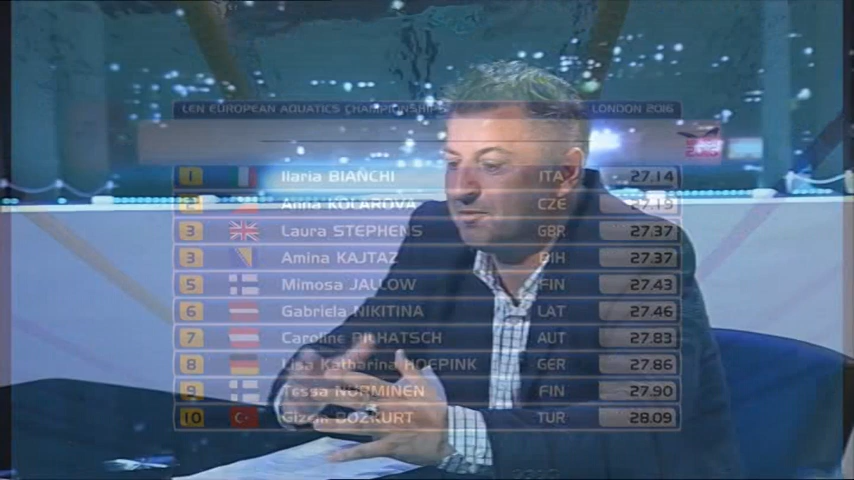 LEN EUROPEAN AQUATICS CHAMPIONSHIPS LONDON 2016
1 Ilaria BIANCHI ITA 27.14
2 Anna KOLAROVA CZE 27.19
3 Laura STEPHENS GBR 27.37
3 Amina KAJTAZ BIH 27.37
5 Mimosa JALLOW FIN 27.43
6 Gabriela NIKITINA LAT 27.46
7 Caroline PILHATSCH AUT 27.83
8 Lisa Katharina HOEPINK GER 27.86
9 Tessa NURMINEN FIN 27.90
10 Gizem BOZKURT TUR 28.09